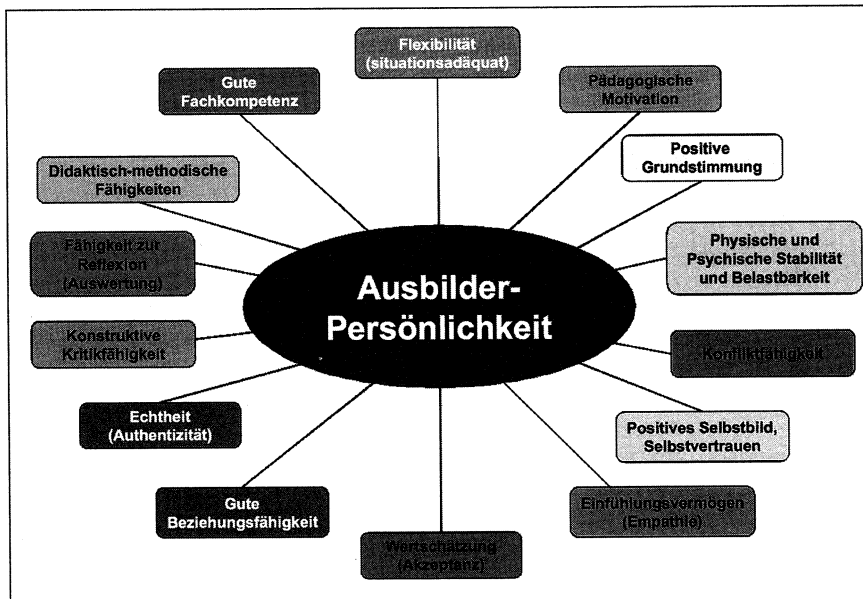 Flexibilität
(situationsadäquat)
Gute
Fachkompetenz
Pädagogische
Motivation
Positive
Grundstimmung
Didaktisch-methodische
Fähigkeiten
Fähigkeit zur
Reflexion
(Auswertung)
Physische und
Psychische Stabilität
und Belastbarkeit
Ausbilder-
Persönlichkeit
Konstruktive
Kritikfähigkeit
Konfliktfähigkeit
Echtheit
(Authentizität)
Positives Selbstbild,
Selbstvertrauen
Gute
Beziehungsfähigkeit
Einfühlungsvermögen
(Empathie)
Wertschätzung
(Akzeptanz)